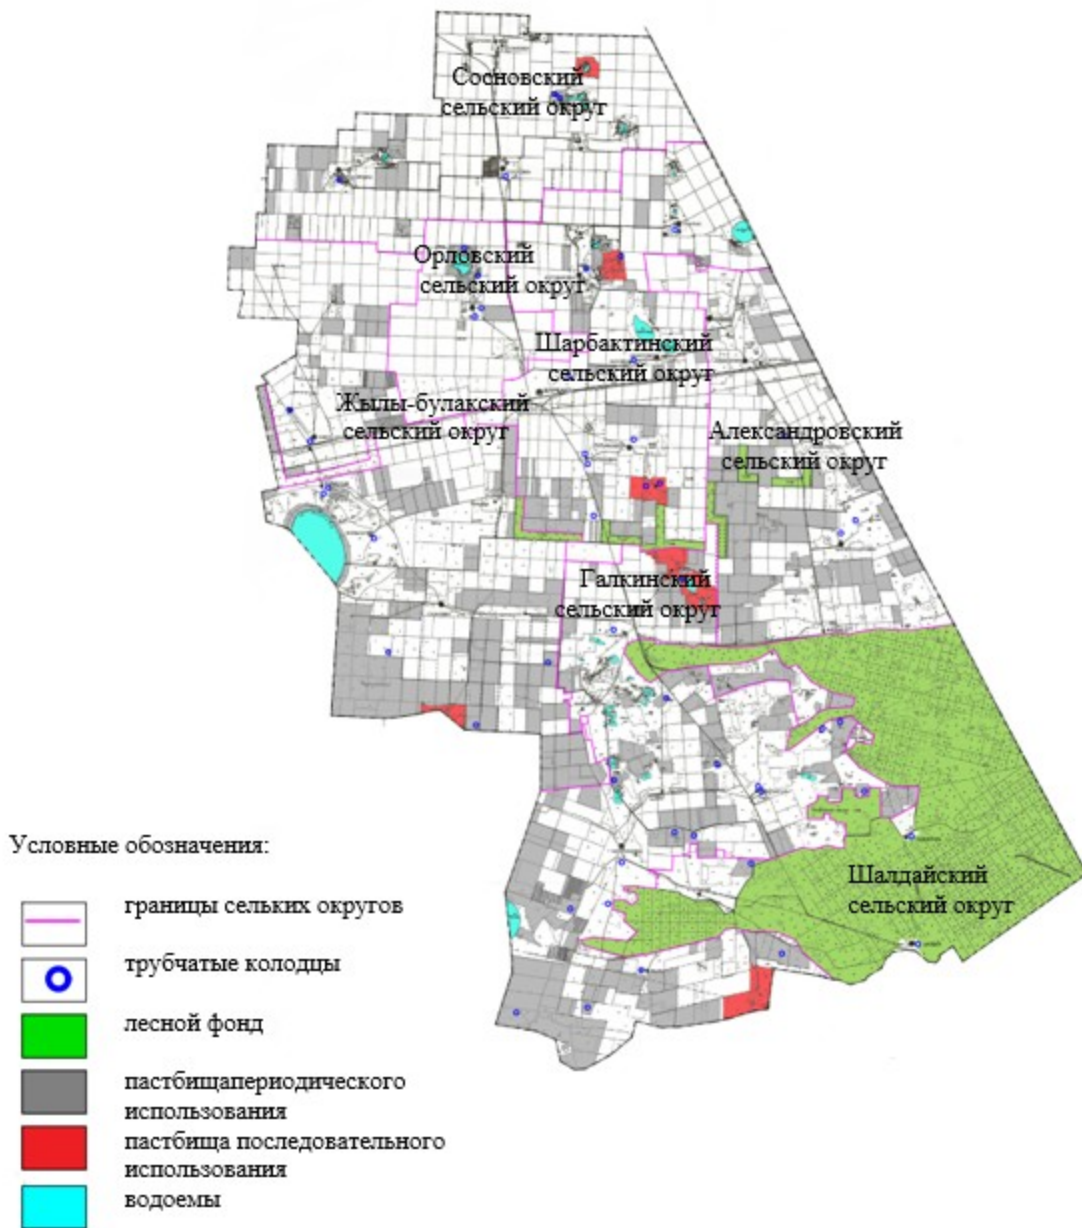 Сосновский
сельский округ
Орловский
сельский округ
Шарбактинский
сельский округ
Жылы-булакский
сельский округ
Александровский
сельский округ
Галкинский
сельский округ
Шалдайский
сельский округ
Условные обозначения:
границы сельких округов
трубчатые колодцы
лесной фонд
пастбищапериодического
использования
пастбища последовательного
использования
водоемы